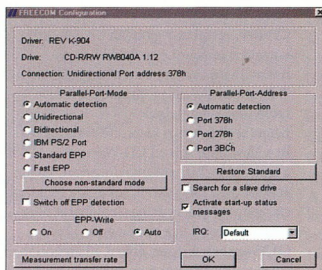 FREECOM Configuration
Driver: REV K-904
Drive: CD-R/RW RW8040A 1.12
Connection: Unidirectional Port address 378h
Parallel-Port-Mode
Automatic detection
Unidirectional
Bidirectional
IBM PS/2 Port
Standard EPP
Fast EPP
Choose non-standard mode
Switch off EPP detection
EPP-Write
On Off Auto
Measurement transfer rate
Parallel-Port-Address
Automatic detection
Port 378h
Port 278h
Port 3BCh
Restore Standard
Search for a slave drive
Activate start-up status messages
IRQ: Default
OK Cancel